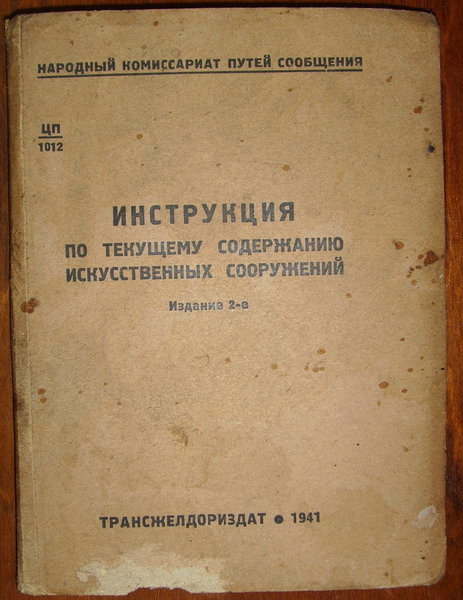 НАРОДНЫЙ КОМИССАРИАТ ПУТЕЙ СООБЩЕНИЯ
ЦП
1012
ИНСТРУКЦИЯ
ПО ТЕКУЩЕМУ СОДЕРЖАНИЮ
ИСКУССТВЕННЫХ СООРУЖЕНИЙ
Издание 2-е
ТРАНСЖЕЛДОРИЗДАТ ● 1941